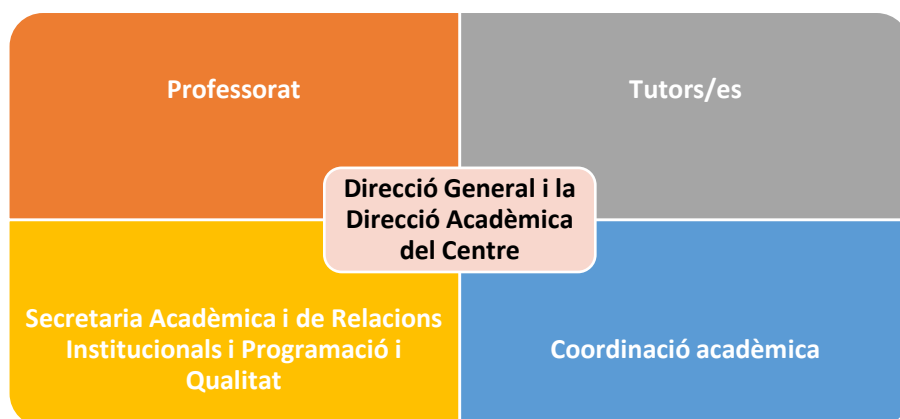 Professorat
Tutors/es
Direcció General i la
Direcció Acadèmica
del Centre
Secretaria Acadèmica i de Relacions
Institucionals i Programació i
Qualitat
Coordinació acadèmica